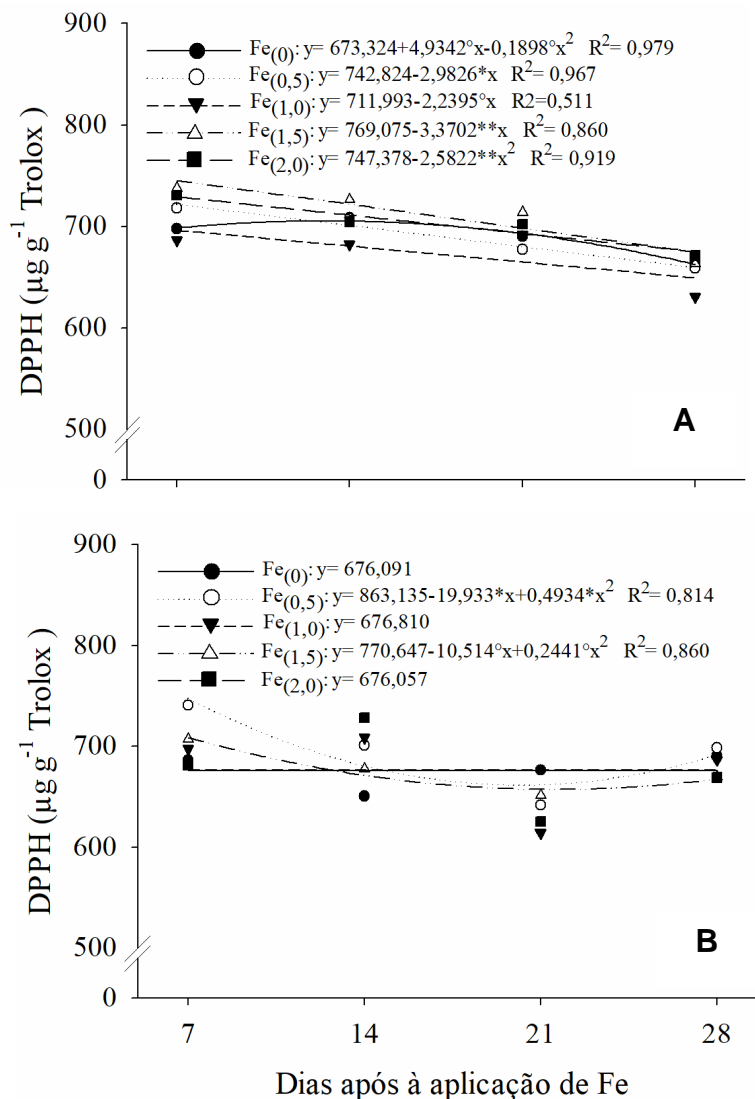 900
800
700
600
500
0
DPPH (µg g⁻¹ Trolox )
Fe(0): y= 673,324+4,9342°x-0,1898°x² R²= 0,979
Fe(0,5): y= 742,824-2,9826*x R²= 0,967
Fe(1,0): y= 711,993-2,2395°x R2=0,511
Fe(1,5): y= 769,075-3,3702**x R²= 0,860
Fe(2,0): y= 747,378-2,5822**x² R²= 0,919
A
900
800
700
600
500
0
DPPH (µg g⁻¹ Trolox )
Fe(0): y= 676,091
Fe(0,5): y= 863,135-19,933*x+0,4934*x² R²= 0,814
Fe(1,0): y= 676,810
Fe(1,5): y= 770,647-10,514°x+0,2441°x² R²= 0,860
Fe(2,0): y= 676,057
B
7 14 21 28
Dias após à aplicação de Fe